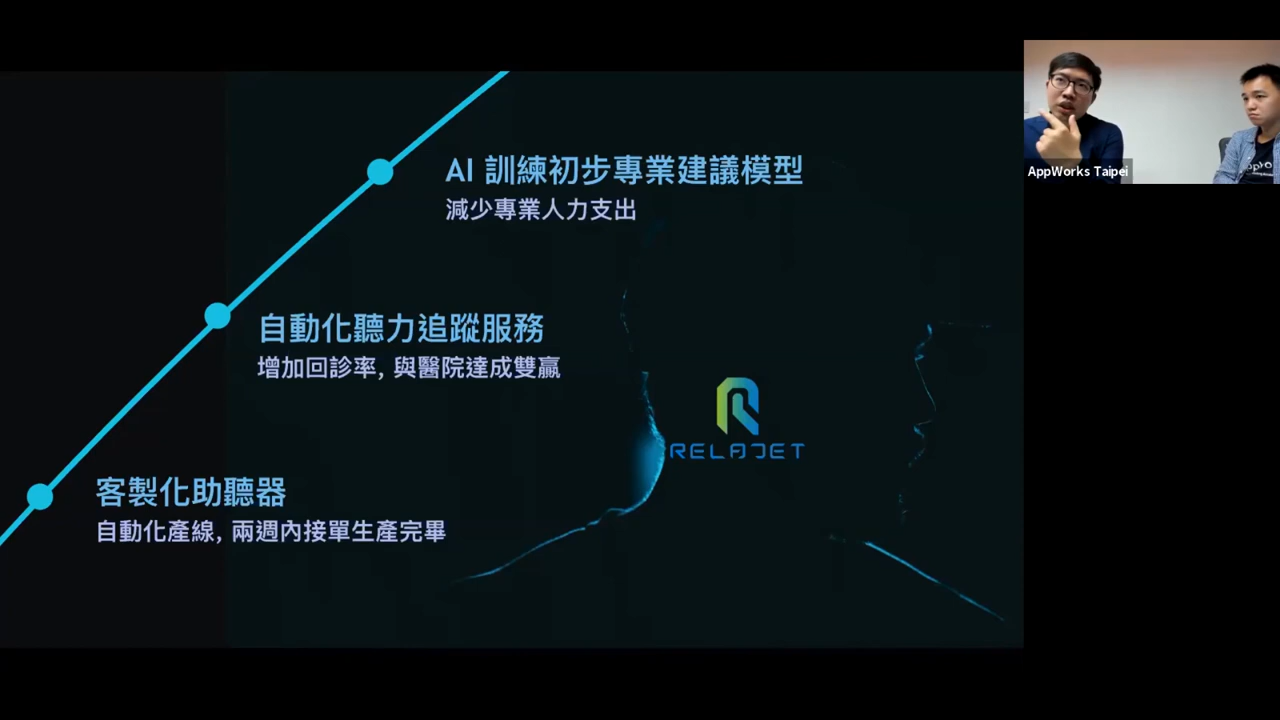 AI 訓練初步專業建議模型
減少專業人力支出
自動化聽力追蹤服務
增加回診率, 與醫院達成雙贏
RELAJET
客製化助聽器
自動化產線, 兩週內接單生產完畢
AppWorks Taipei